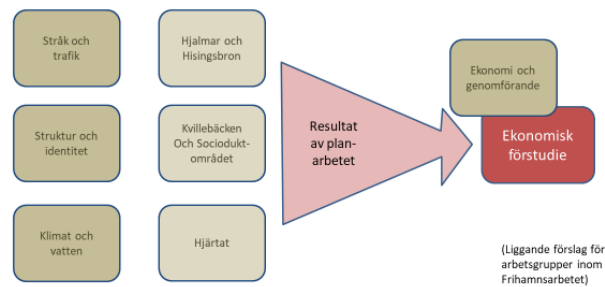 Stråk och
trafik
Hjalmar och
Hisingsbron
Struktur och
identitet
Kvillebäcken
Och Sociodukt-
området
Klimat och
vatten
Hjärtat
Resultat
av plan-
arbetet
Ekonomi och
genomförande
Ekonomisk
förstudie
(Liggande förslag för
arbetsgrupper inom
Frihamnsarbetet)